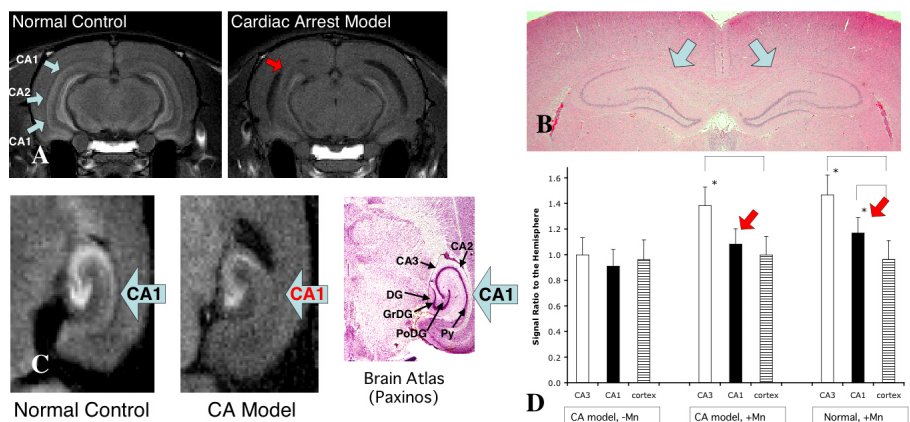 Normal Control
Cardiac Arrest Model
CA1
CA2
CA1
A
B
C
CA1
CA1
Normal Control
CA Model
CA2
CA3
DG
GrDG
PoDG
Py
CA1
Brain Atlas
(Paxinos)
D
Signal Ratio to the Hemisphere
1.6
1.4
1.2
1.0
0.8
0.6
0.4
0.2
0.0
*
*
*
CA3 CA1 cortex CA3 CA1 cortex CA3 CA1 cortex
CA model, -Mn CA model, +Mn Normal, +Mn